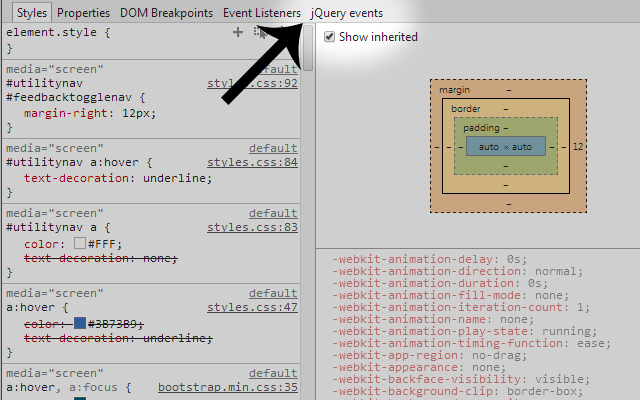 Styles Properties DOM Breakpoints Event Listeners jQuery events
element.style {
}
media="screen" default
#utilitynav styles.css:92
#feedbacktogglenav {
margin-right: 12px;
}
media="screen" default
#utilitynav a:hover { styles.css:84
text-decoration: underline;
}
media="screen" default
#utilitynav a { styles.css:83
color: #FFF;
text-decoration: none;
}
media="screen" default
a:hover { styles.css:47
color: #3B73B9;
text-decoration: underline;
}
media="screen" default
a:hover, a:focus { bootstrap.min.css:35
Show inherited
margin –
border –
padding –
– – – auto × auto – – 12
–
–
–
-webkit-animation-delay: 0s;
-webkit-animation-direction: normal;
-webkit-animation-duration: 0s;
-webkit-animation-fill-mode: none;
-webkit-animation-iteration-count: 1;
-webkit-animation-name: none;
-webkit-animation-play-state: running;
-webkit-animation-timing-function: ease;
-webkit-app-region: no-drag;
-webkit-appearance: none;
-webkit-backface-visibility: visible;
-webkit-background-clip: border-box;